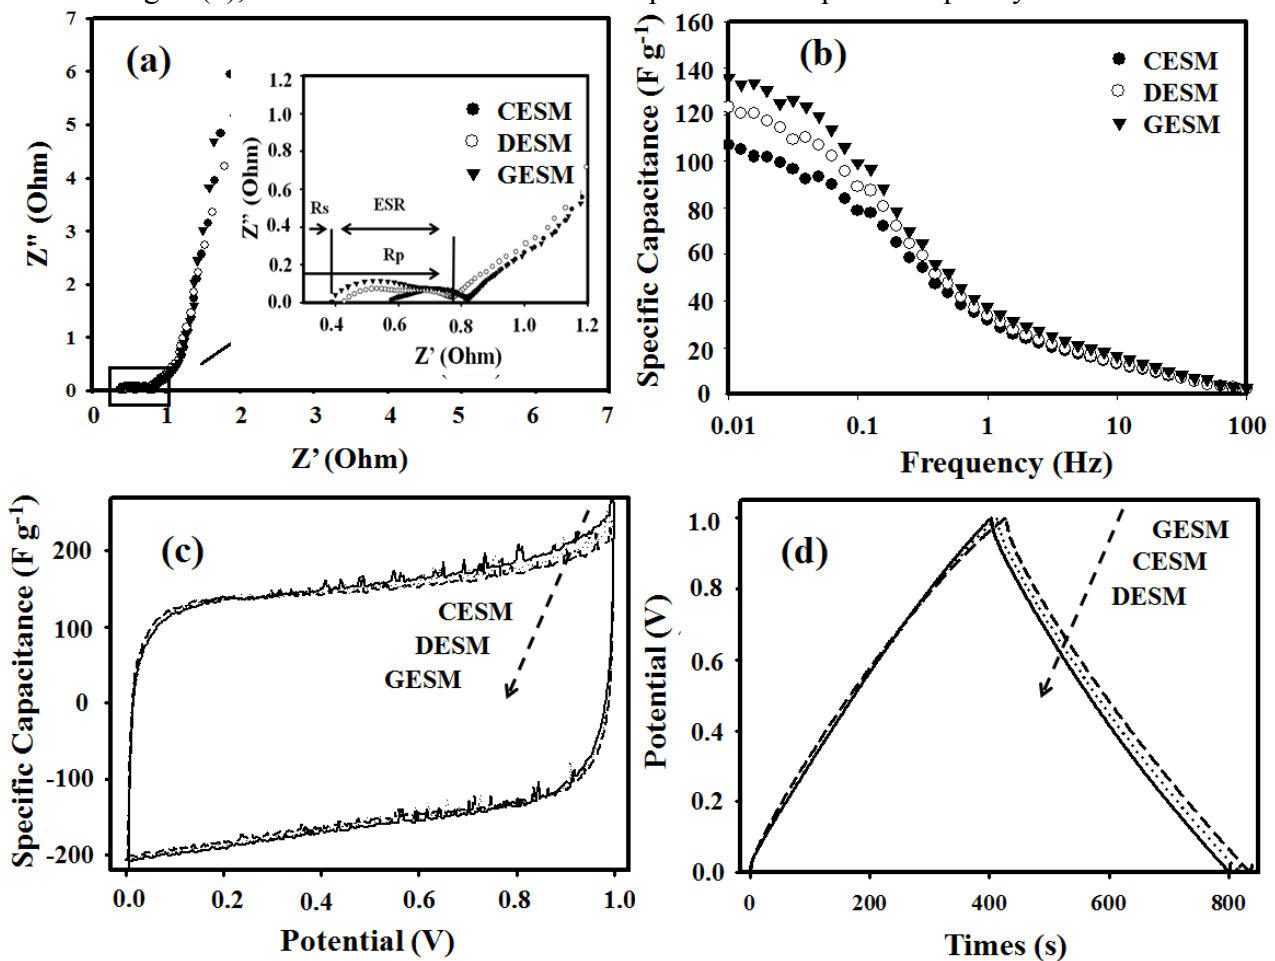 (a)
Z'' (Ohm)
7
6
5
4
3
2
1
0
0 1 2 3 4 5 6 7
Z' (Ohm)
Z'' (Ohm)
1.2
1.0
0.8
0.6
0.4
0.2
0.0
CESM
DESM
GESM
Rs
ESR
Rp
0.4 0.6 0.8 1.0 1.2
Z' (Ohm)
(b)
Specific Capacitance (F g-1)
160
140
120
100
80
60
40
20
0
CESM
DESM
GESM
0.01 0.1 1 10 100
Frequency (Hz)
(c)
Specific Capacitance (F g-1)
200
100
0
-100
-200
CESM
DESM
GESM
0.0 0.2 0.4 0.6 0.8 1.0
Potential (V)
(d)
Potential (V)
1.0
0.8
0.6
0.4
0.2
0.0
GESM
CESM
DESM
0 200 400 600 800
Times (s)